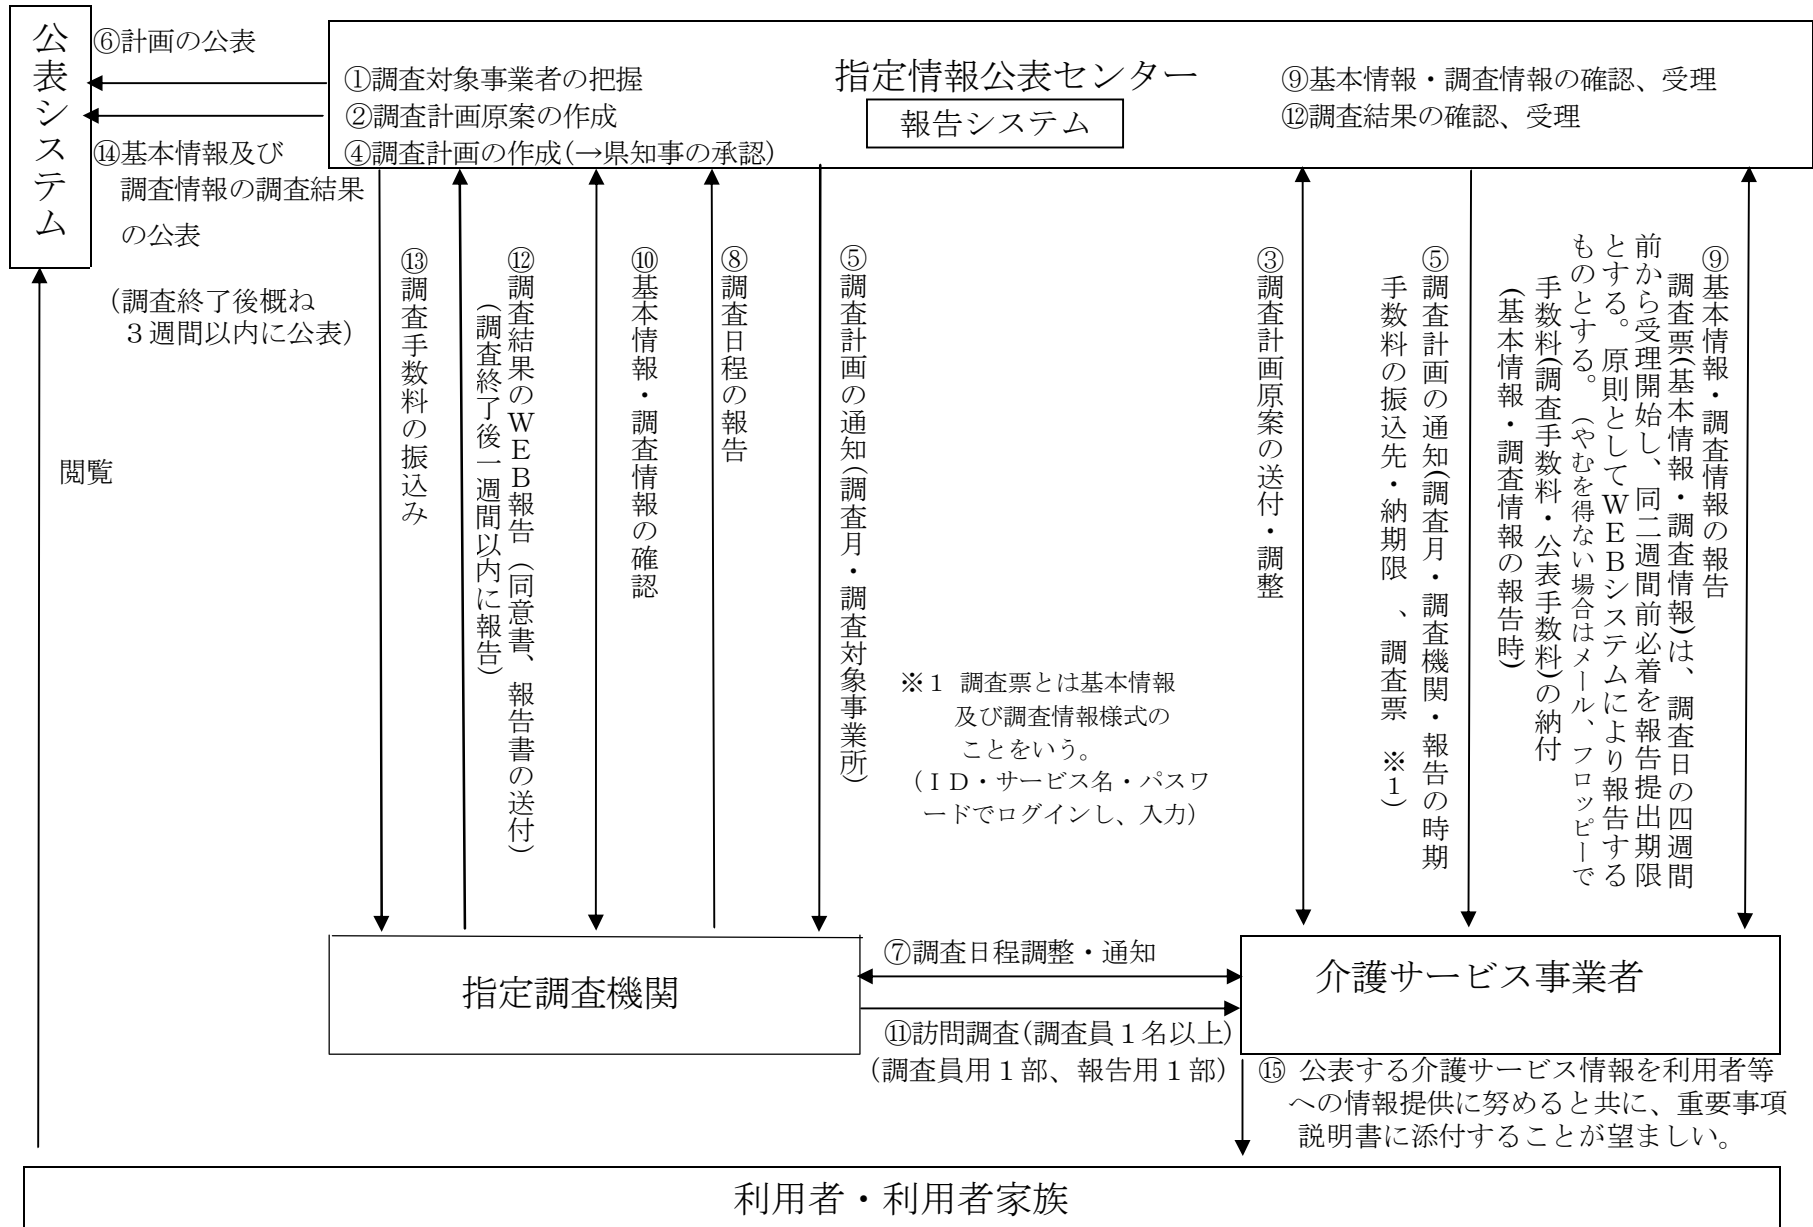 公表システム
⑥計画の公表
⑭基本情報及び
調査情報の調査結果
の公表
(調査終了後概ね
３週間以内に公表)
閲覧
指定情報公表センター
報告システム
①調査対象事業者の把握
②調査計画原案の作成
④調査計画の作成(→県知事の承認)
⑨基本情報・調査情報の確認、受理
⑫調査結果の確認、受理
⑬調査手数料の振込み
⑫調査結果のＷＥＢ報告（同意書、報告書の送付）
(調査終了後一週間以内に報告)
⑩基本情報・調査情報の確認
⑧調査日程の報告
⑤調査計画の通知(調査月・調査対象事業所)
※１ 調査票とは基本情報
及び調査情報様式の
ことをいう。
（ＩＤ・サービス名・パスワ
ードでログインし、入力）
③調査計画原案の送付・調整
⑤調査計画の通知(調査月・調査機関・報告の時期
手数料の振込先・納期限 、調査票 ※１)
⑨基本情報・調査情報の報告
調査票(基本情報・調査情報)は、調査日の四週間
前から受理開始し、同二週間前必着を報告提出期限
とする。原則としてＷＥＢシステムにより報告する
ものとする。（やむを得ない場合はメール、フロッピーで
手数料(調査手数料・公表手数料)の納付
(基本情報・調査情報の報告時)
指定調査機関
⑦調査日程調整・通知
⑪訪問調査(調査員１名以上)
(調査員用１部、報告用１部)
介護サービス事業者
⑮ 公表する介護サービス情報を利用者等
への情報提供に努めると共に、重要事項
説明書に添付することが望ましい。
利用者・利用者家族